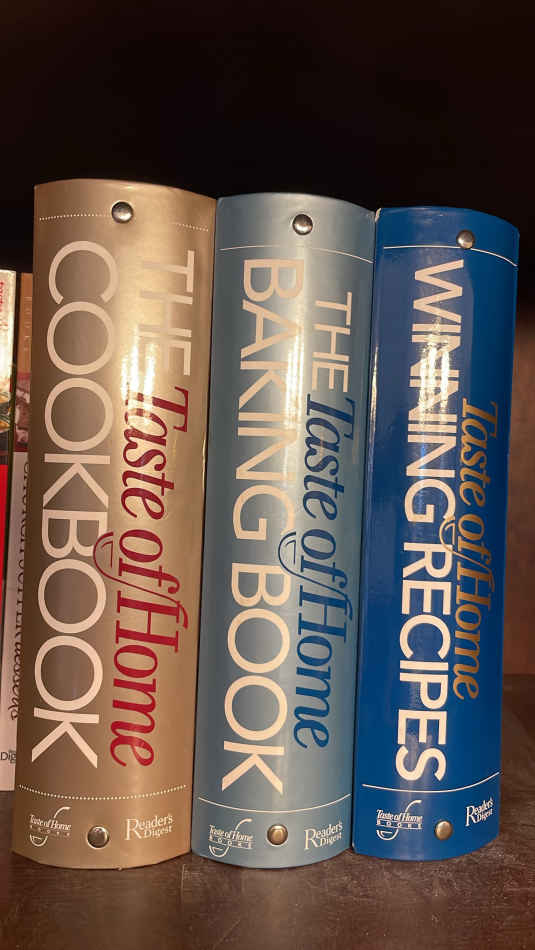 THE Taste of Home
COOKBOOK
Taste of Home
BOOKS
Reader's
Digest
THE Taste of Home
BAKING BOOK
Taste of Home
BOOKS
Reader's
Digest
Taste of Home
WINNING RECIPES
Taste of Home
BOOKS
Reader's
Digest